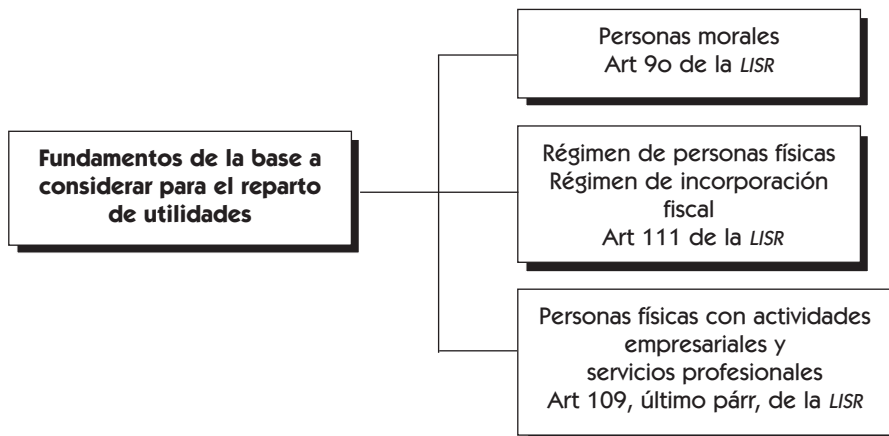 Personas morales
Art 9o de la LISR
Fundamentos de la base a
considerar para el reparto
de utilidades
Régimen de personas físicas
Régimen de incorporación
fiscal
Art 111 de la LISR
Personas físicas con actividades
empresariales y
servicios profesionales
Art 109, último párr, de la LISR